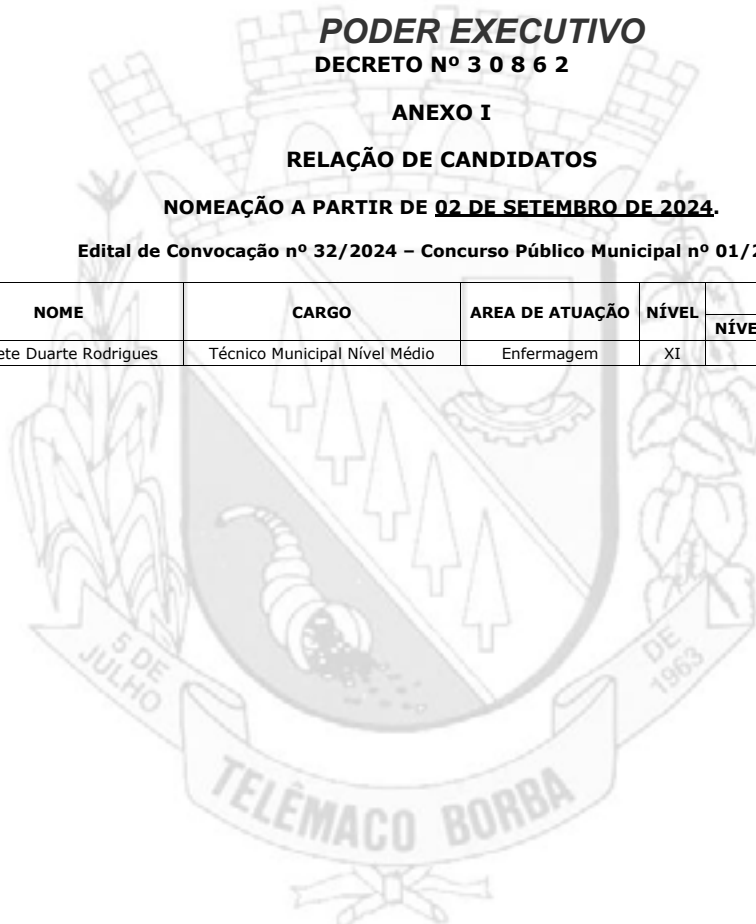 PODER EXECUTIVO
DECRETO Nº 3 0 8 6 2
ANEXO I
RELAÇÃO DE CANDIDATOS
NOMEAÇÃO A PARTIR DE 02 DE SETEMBRO DE 2024.
Edital de Convocação nº 32/2024 – Concurso Público Municipal nº 01/2
NOME CARGO AREA DE ATUAÇÃO NÍVEL
Duarte Rodrigues Técnico Municipal Nível Médio Enfermagem XI
5 DE JULHO
DE 1963
TELÊMACO BORBA